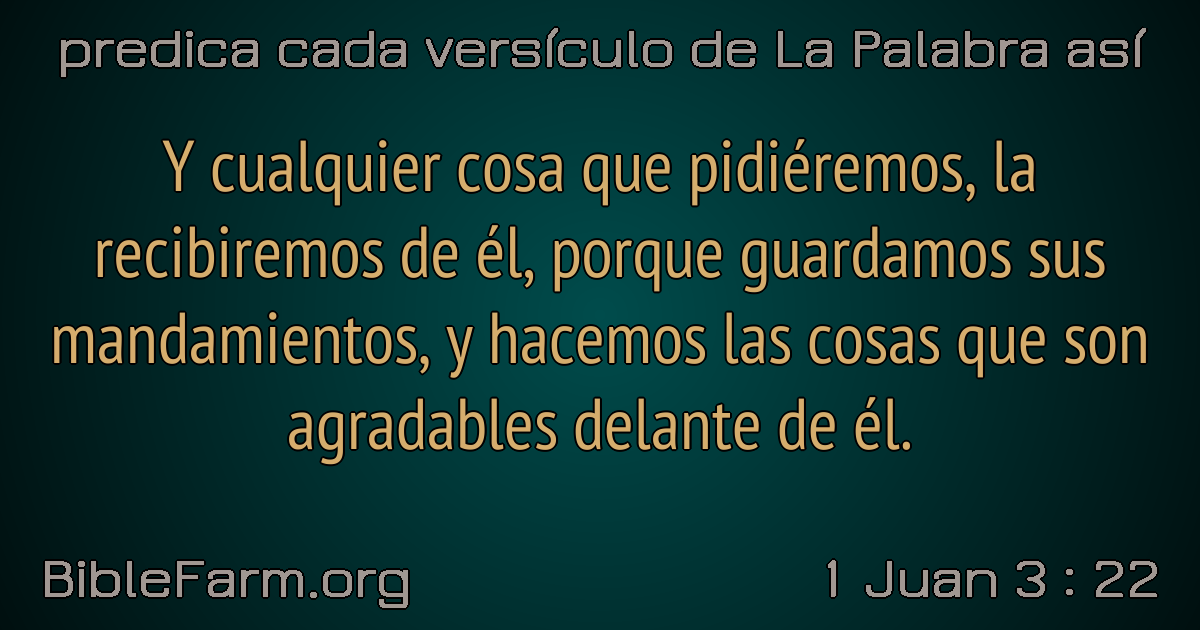 predica cada versículo de La Palabra así
Y cualquier cosa que pidiéremos, la
recibiremos de él, porque guardamos sus
mandamientos, y hacemos las cosas que son
agradables delante de él.
BibleFarm.org
1 Juan 3 : 22